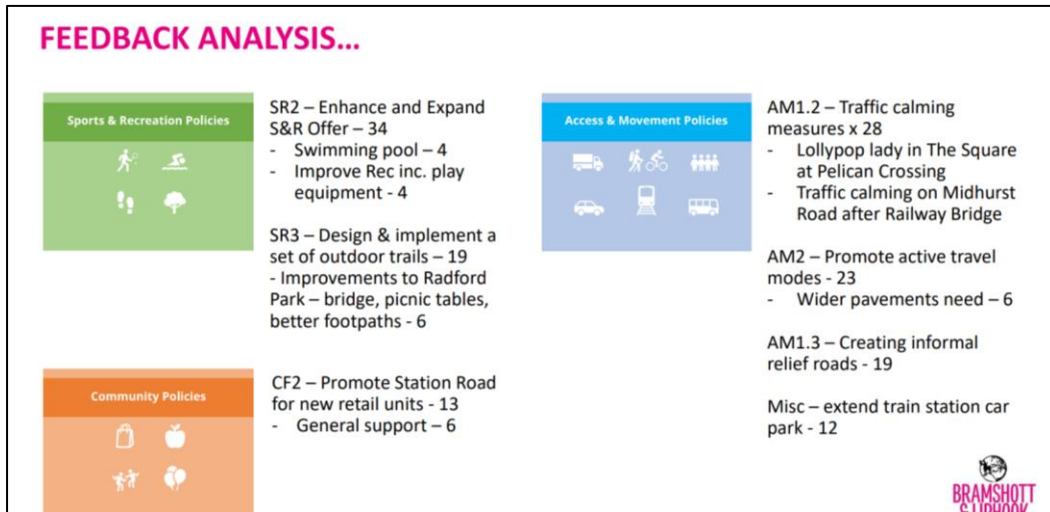 FEEDBACK ANALYSIS...
Sports & Recreation Policies
SR2 – Enhance and Expand
S&R Offer – 34
- Swimming pool – 4
- Improve Rec inc. play
equipment - 4
SR3 – Design & implement a
set of outdoor trails – 19
- Improvements to Radford
Park – bridge, picnic tables,
better footpaths - 6
Community Policies
CF2 – Promote Station Road
for new retail units - 13
- General support – 6
Access & Movement Policies
AM1.2 – Traffic calming
measures x 28
- Lollypop lady in The Square
at Pelican Crossing
- Traffic calming on Midhurst
Road after Railway Bridge
AM2 – Promote active travel
modes - 23
- Wider pavements need – 6
AM1.3 – Creating informal
relief roads - 19
Misc – extend train station car
park - 12
BRAMSHOTT
& LIPHOOK